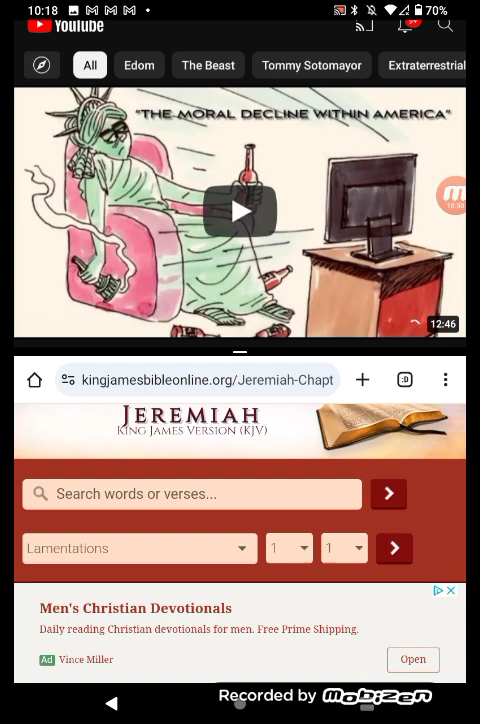 10:18
70%
9+
YouTube
All
Edom
The Beast
Tommy Sotomayor
Extraterrestrial
"THE MORAL DECLINE WITHIN AMERICA"
12:46
kingjamesbibleonline.org/Jeremiah-Chapt
:D
JEREMIAH
KING JAMES VERSION (KJV)
Search words or verses...
Lamentations
1
1
Men's Christian Devotionals
Daily reading Christian devotionals for men. Free Prime Shipping.
Ad Vince Miller
Open
Recorded by Mobizen